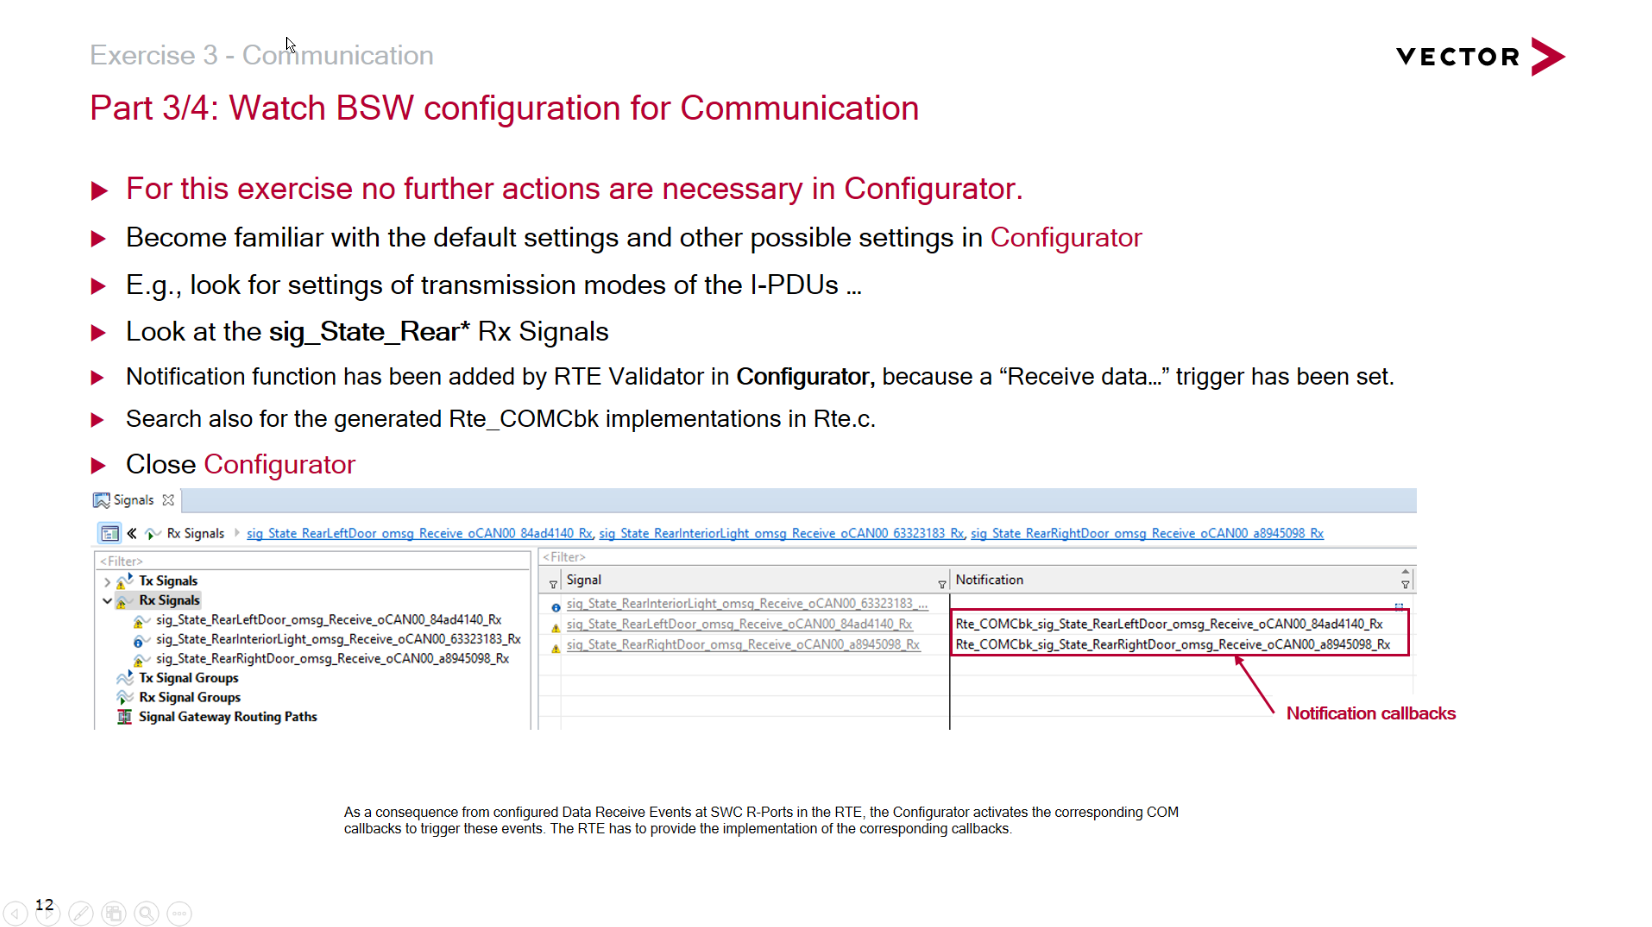 Exercise 3 - Communication
VECTOR
Part 3/4: Watch BSW configuration for Communication
For this exercise no further actions are necessary in Configurator.
Become familiar with the default settings and other possible settings in Configurator
E.g., look for settings of transmission modes of the I-PDUs ...
Look at the sig_State_Rear* Rx Signals
Notification function has been added by RTE Validator in Configurator, because a “Receive data...” trigger has been set.
Search also for the generated Rte_COMCbk implementations in Rte.c.
Close Configurator
Signals
Rx Signals sig_State_RearLeftDoor_omsg_Receive_oCAN00_84ad4140_Rx, sig_State_RearInteriorLight_omsg_Receive_oCAN00_63323183_Rx, sig_State_RearRightDoor_omsg_Receive_oCAN00_a8945098_Rx
<Filter>
Tx Signals
Rx Signals
sig_State_RearLeftDoor_omsg_Receive_oCAN00_84ad4140_Rx
sig_State_RearInteriorLight_omsg_Receive_oCAN00_63323183_Rx
sig_State_RearRightDoor_omsg_Receive_oCAN00_a8945098_Rx
Tx Signal Groups
Rx Signal Groups
Signal Gateway Routing Paths
<Filter>
Signal Notification
sig_State_RearInteriorLight_omsg_Receive_oCAN00_63323183_...
sig_State_RearLeftDoor_omsg_Receive_oCAN00_84ad4140_Rx Rte_COMCbk_sig_State_RearLeftDoor_omsg_Receive_oCAN00_84ad4140_Rx
sig_State_RearRightDoor_omsg_Receive_oCAN00_a8945098_Rx Rte_COMCbk_sig_State_RearRightDoor_omsg_Receive_oCAN00_a8945098_Rx
Notification callbacks
As a consequence from configured Data Receive Events at SWC R-Ports in the RTE, the Configurator activates the corresponding COM
callbacks to trigger these events. The RTE has to provide the implementation of the corresponding callbacks.
12